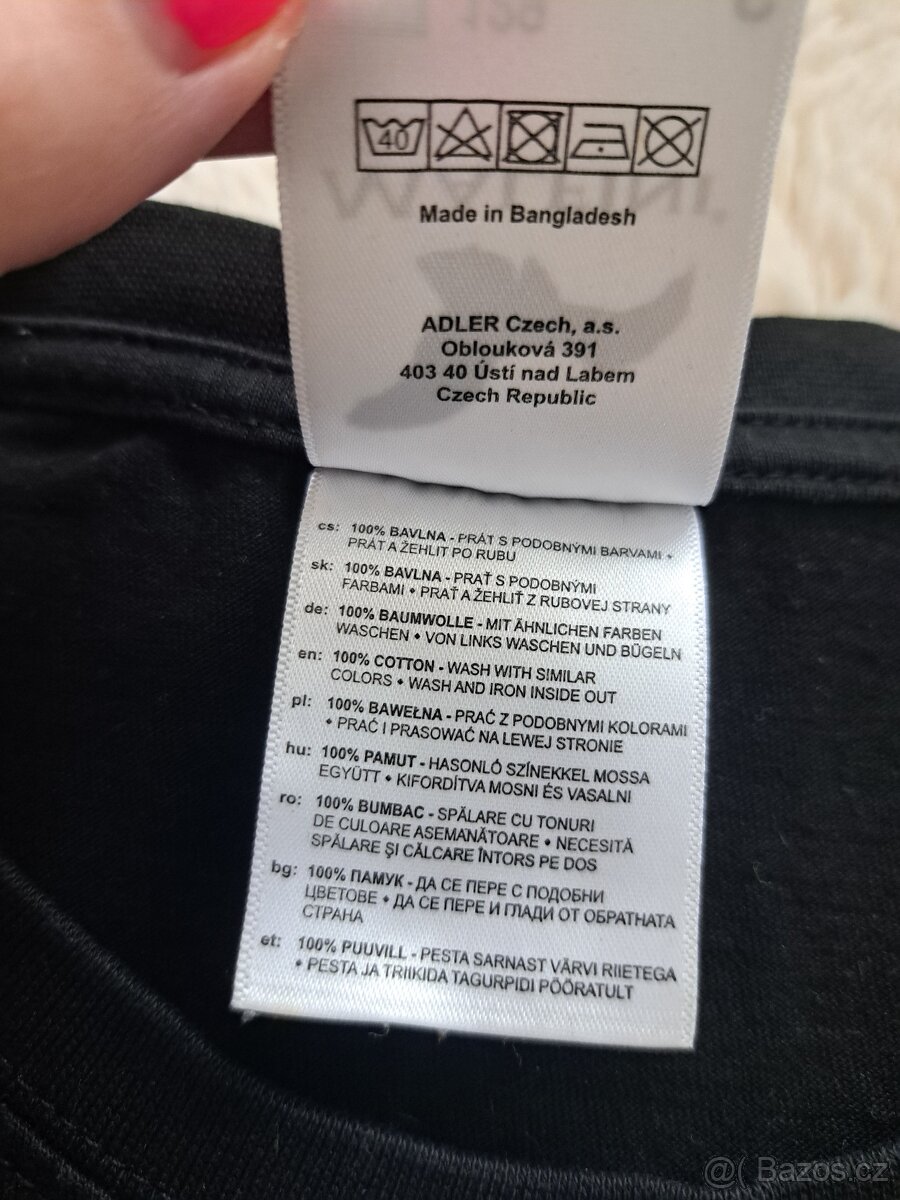 40
Made in Bangladesh
ADLER Czech, a.s.
Oblouková 391
403 40 Ústí nad Labem
Czech Republic
cs: 100% BAVLNA - PRÁT S PODOBNÝMI BARVAMI •
PRÁT A ŽEHLIT PO RUBU
sk: 100% BAVLNA - PRAŤ S PODOBNÝMI
FARBAMI • PRAŤ A ŽEHLIŤ Z RUBOVEJ STRANY
de: 100% BAUMWOLLE - MIT ÄHNLICHEN FARBEN
WASCHEN • VON LINKS WASCHEN UND BÜGELN
en: 100% COTTON - WASH WITH SIMILAR
COLORS • WASH AND IRON INSIDE OUT
pl: 100% BAWEŁNA - PRAĆ Z PODOBNYMI KOLORAMI
• PRAĆ I PRASOWAĆ NA LEWEJ STRONIE
hu: 100% PAMUT - HASONLÓ SZÍNEKKEL MOSSA
EGYÜTT • KIFORDÍTVA MOSNI ÉS VASALNI
ro: 100% BUMBAC - SPĂLARE CU TONURI
DE CULOARE ASEMANĂTOARE • NECESITĂ
SPĂLARE ŞI CĂLCARE ÎNTORS PE DOS
bg: 100% ПАМУК - ДА СЕ ПЕРЕ С ПОДОБНИ
ЦВЕТОВЕ • ДА СЕ ПЕРЕ И ГЛАДИ ОТ ОБРАТНАТА
СТРАНА
et: 100% PUUVILL - PESTA SARNAST VÄRVI RIIETEGA
• PESTA JA TRIIKIDA TAGURPIDI PÖÖRATULT
@( Bazos.cz